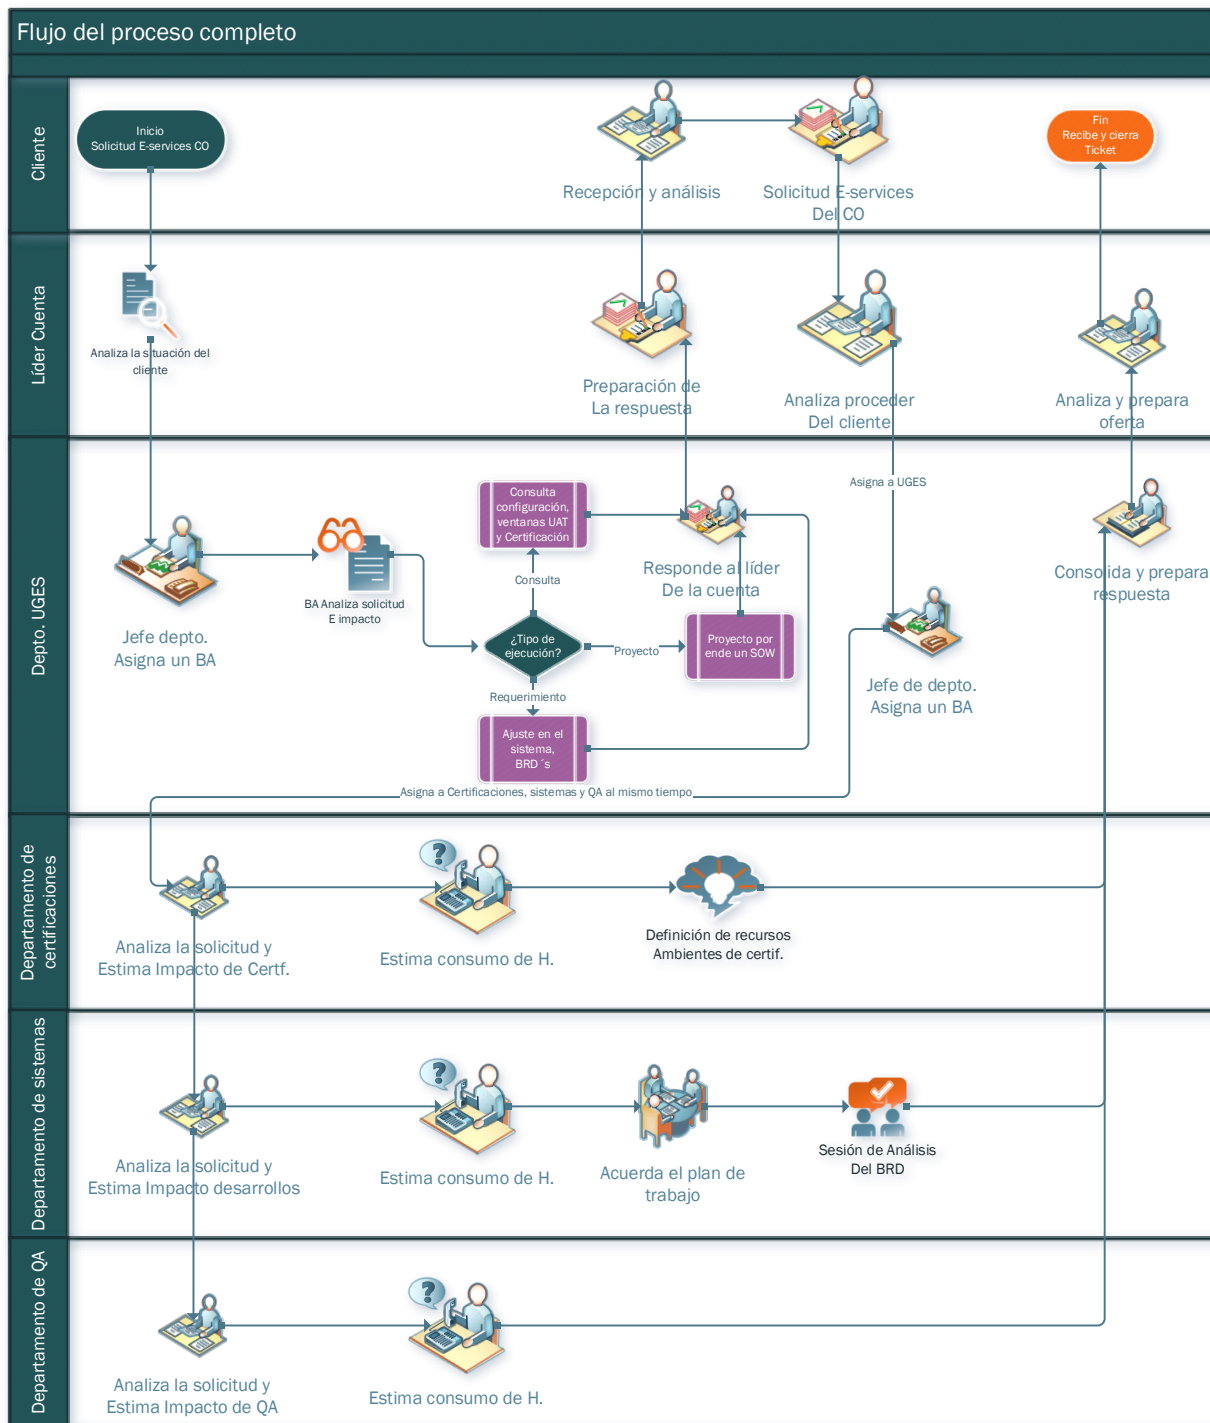 Flujo del proceso completo
Cliente
Inicio
Solicitud E-services CO
Recepción y análisis
Solicitud E-services
Del CO
Fin
Recibe y cierra
Ticket
Líder Cuenta
Analiza la situación del
cliente
Preparación de
La respuesta
Analiza proceder
Del cliente
Analiza y prepara
oferta
Depto. UGES
Jefe depto.
Asigna un BA
BA Analiza solicitud
E impacto
Consulta
configuración,
ventanas UAT
y Certificación
Consulta
¿Tipo de
ejecución?
Proyecto
Requerimiento
Ajuste en el
sistema,
BRD ´s
Proyecto por
ende un SOW
Responde al líder
De la cuenta
Asigna a UGES
Jefe de depto.
Asigna un BA
Consolida y prepara
respuesta
Asigna a Certificaciones, sistemas y QA al mismo tiempo
Departamento de
certificaciones
Analiza la solicitud y
Estima Impacto de Certf.
?
Estima consumo de H.
Definición de recursos
Ambientes de certif.
Departamento de sistemas
Analiza la solicitud y
Estima Impacto desarrollos
?
Estima consumo de H.
Acuerda el plan de
trabajo
Sesión de Análisis
Del BRD
Departamento de QA
Analiza la solicitud y
Estima Impacto de QA
?
Estima consumo de H.